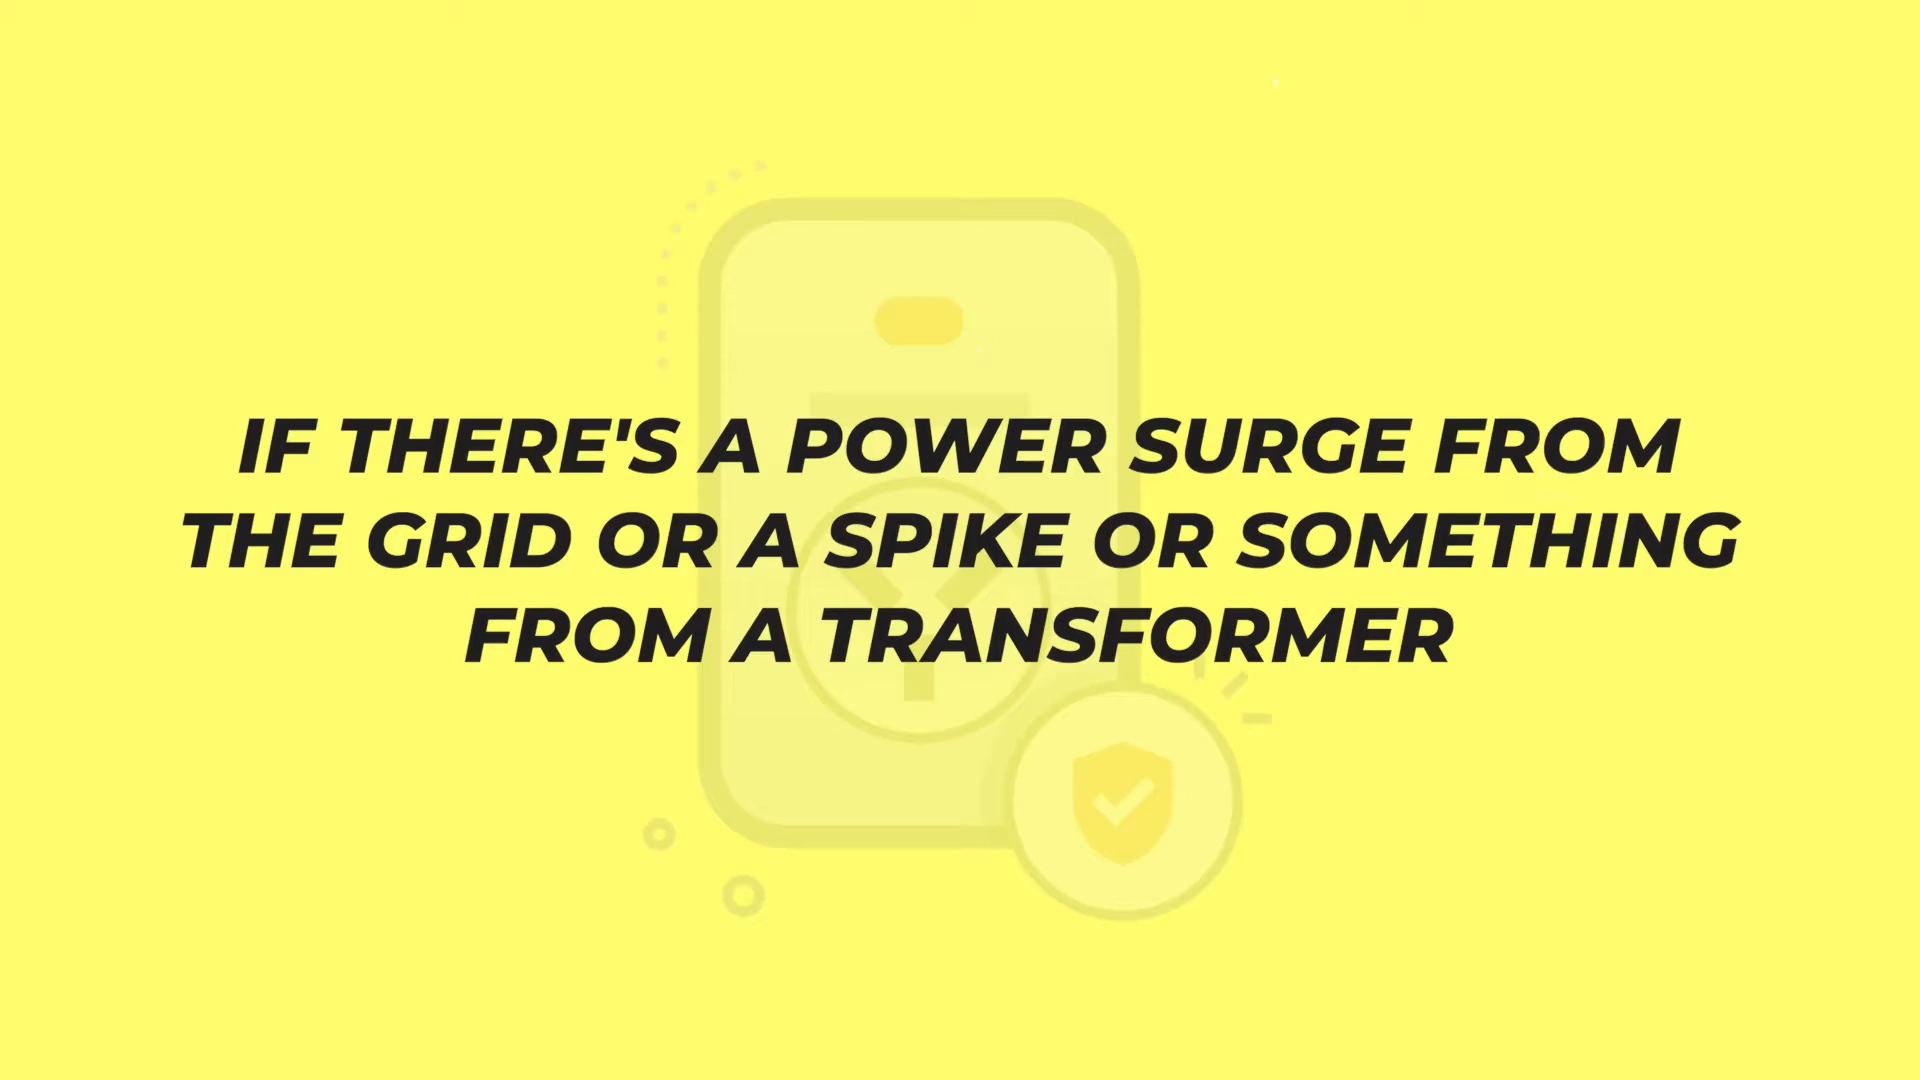 IF THERE'S A POWER SURGE FROM
THE GRID OR A SPIKE OR SOMETHING
FROM A TRANSFORMER